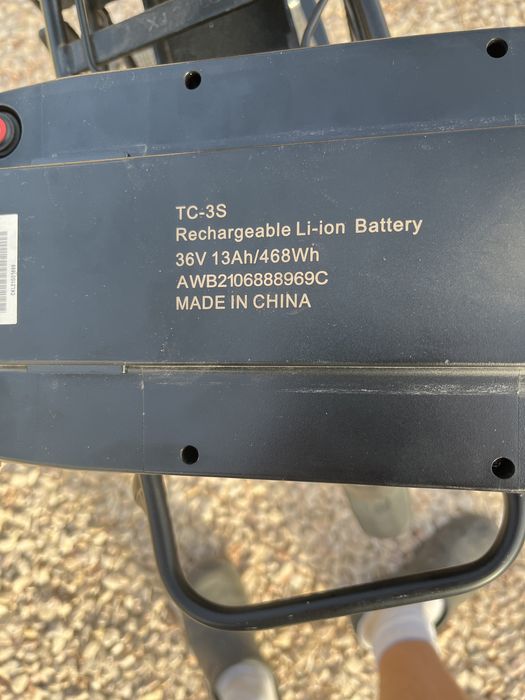 TC-3S
Rechargeable Li-ion Battery
36V 13Ah/468Wh
AWB2106888969C
MADE IN CHINA